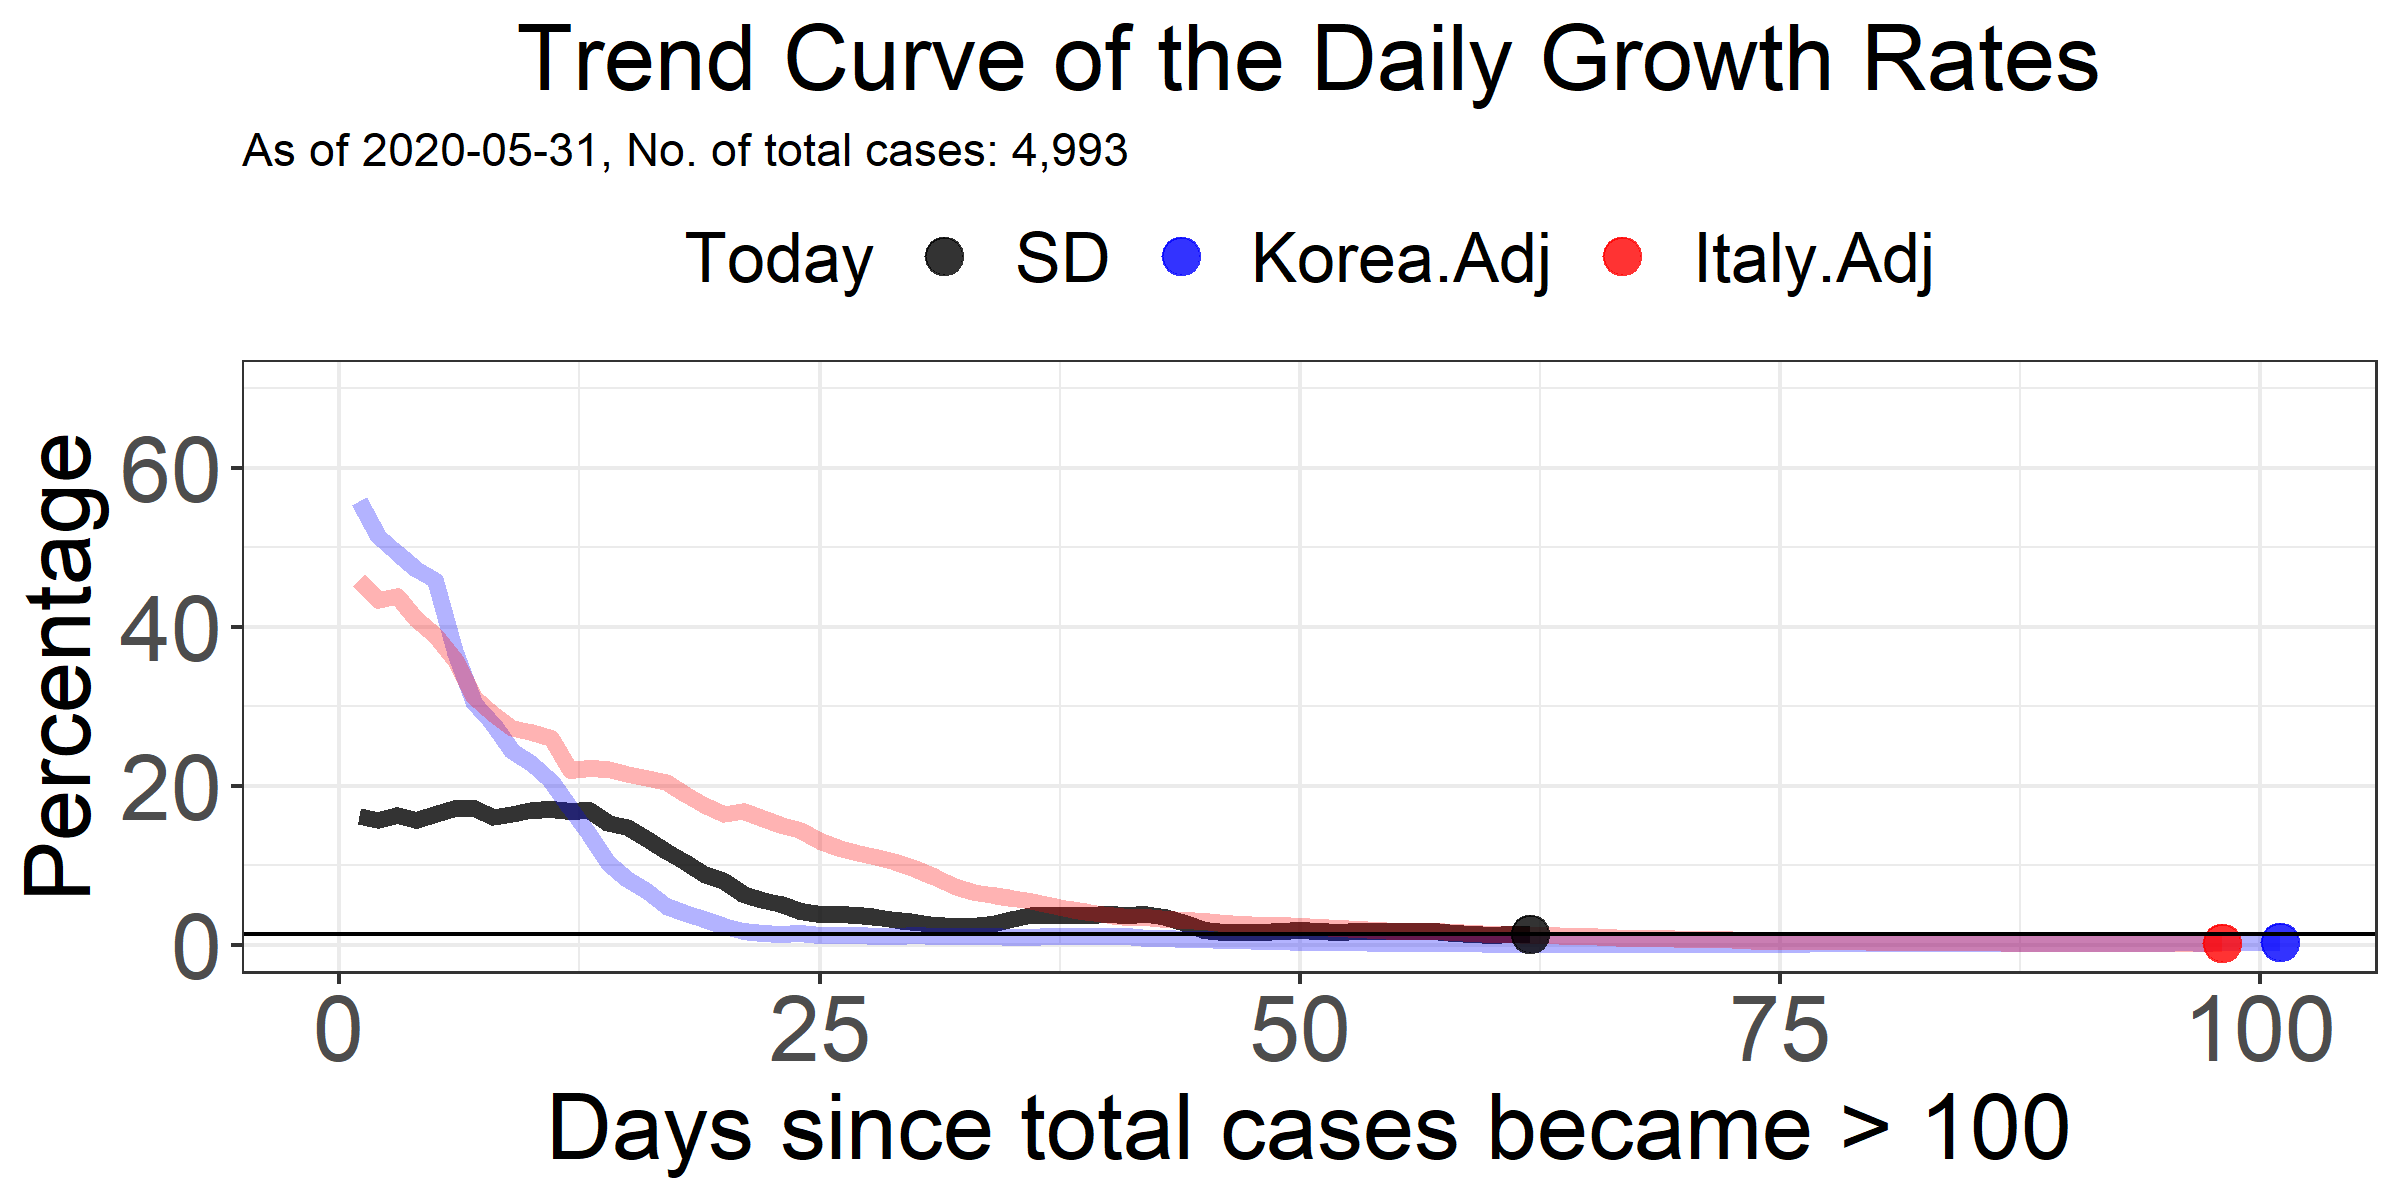 Trend Curve of the Daily Growth Rates
As of 2020-05-31, No. of total cases: 4,993
Today SD Korea.Adj Italy.Adj
Percentage
60
40
20
0
0 25 50 75 100
Days since total cases became > 100